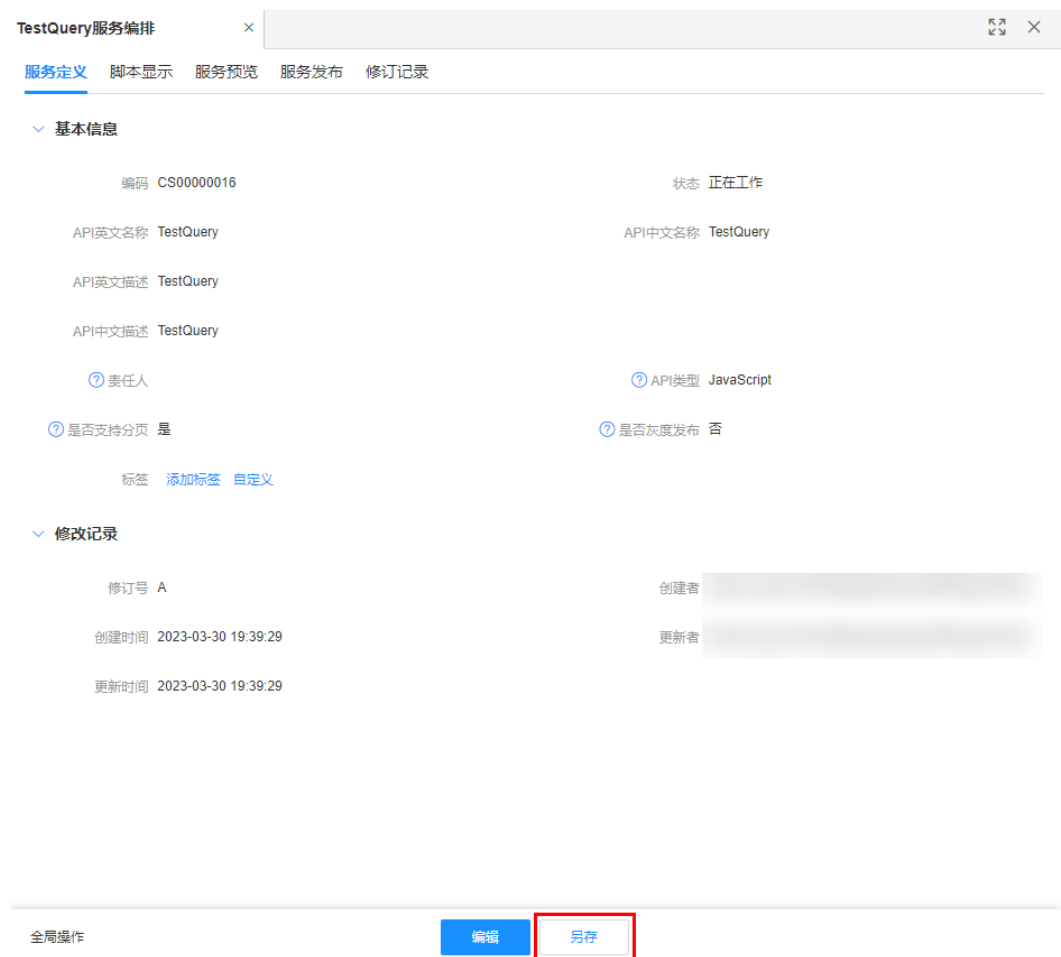 TestQuery服务编排
服务定义 脚本显示 服务预览 服务发布 修订记录
基本信息
编码 CS00000016 状态 正在工作
API英文名称 TestQuery API中文名称 TestQuery
API英文描述 TestQuery
API中文描述 TestQuery
责任人 API类型 JavaScript
是否支持分页 是 是否灰度发布 否
标签 添加标签 自定义
修改记录
修订号 A 创建者
创建时间 2023-03-30 19:39:29 更新者
更新时间 2023-03-30 19:39:29
全局操作 编辑 另存